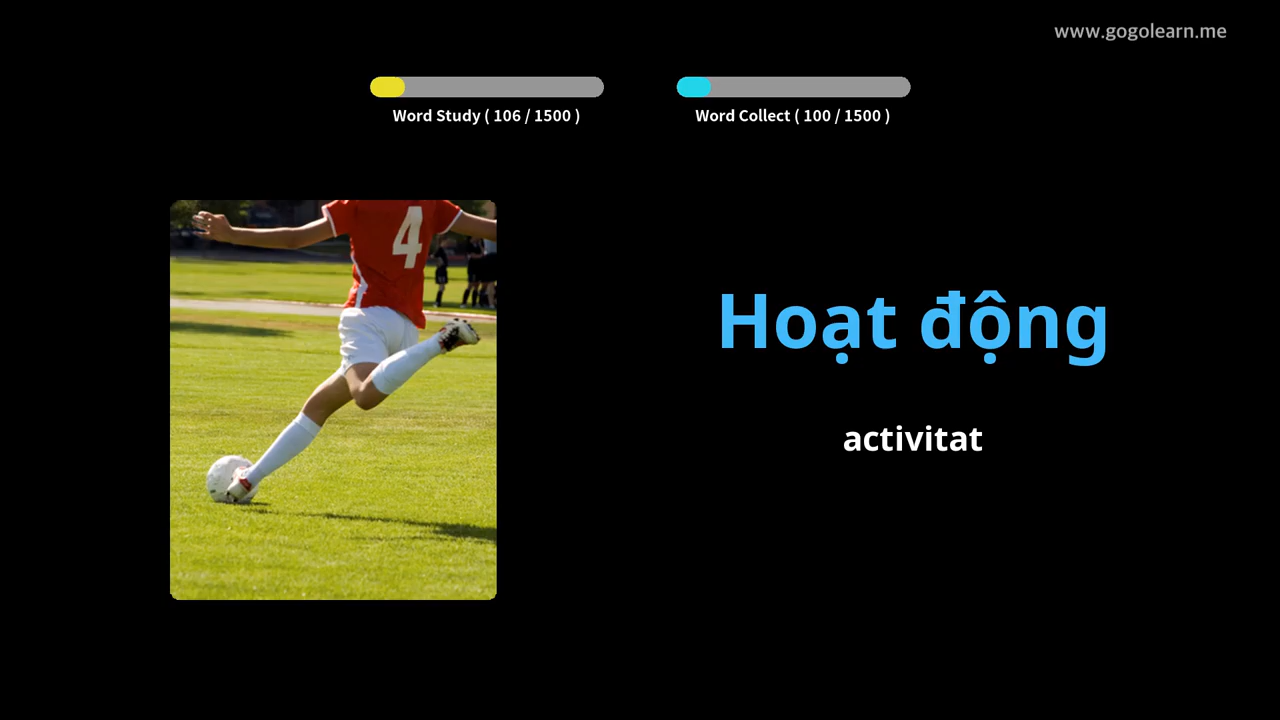 www.gogolearn.me
Word Study ( 106 / 1500 )
Word Collect ( 100 / 1500 )
4
Hoạt động
activitat